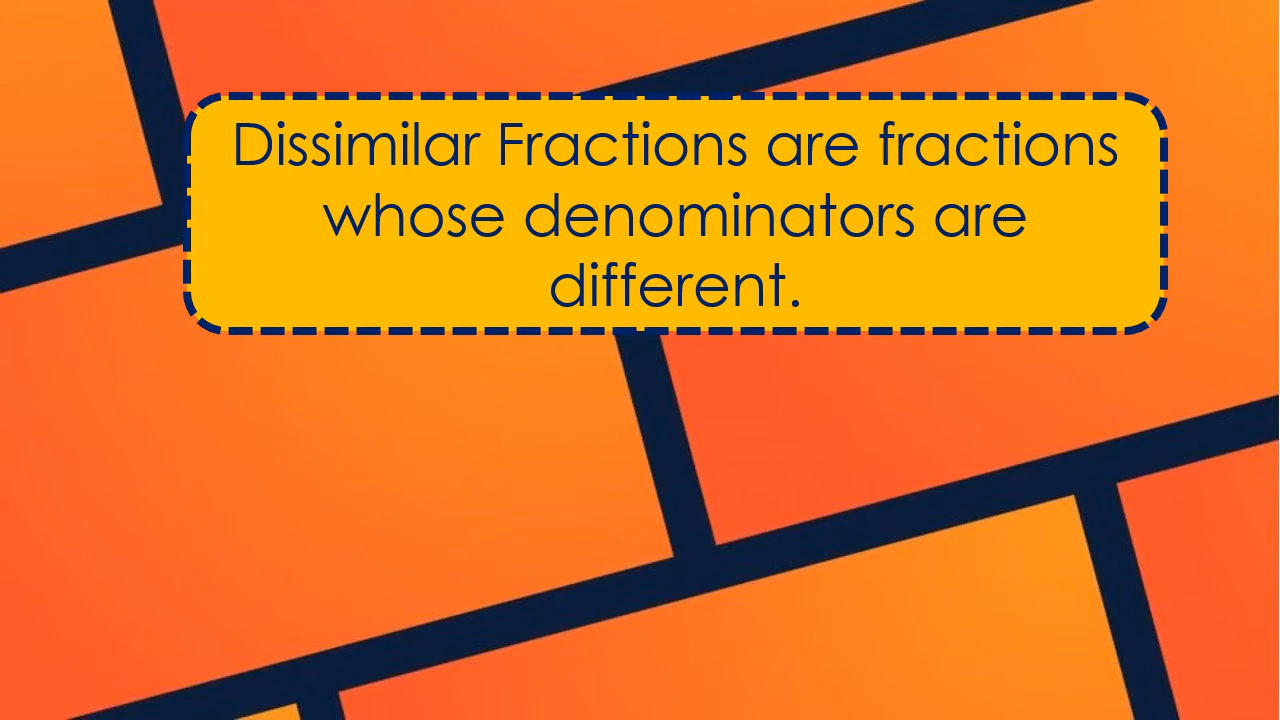 Dissimilar Fractions are fractions
whose denominators are
different.